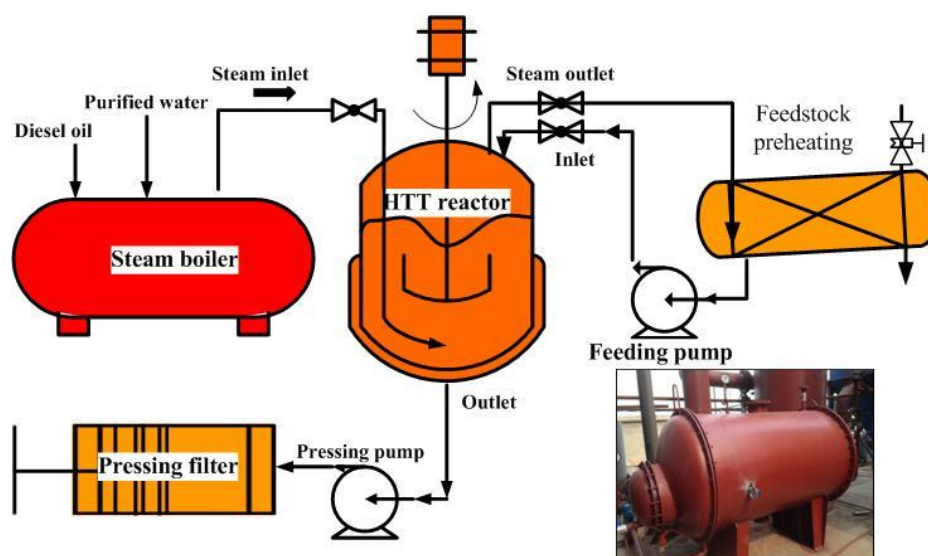 Steam inlet
Purified water
Diesel oil
Steam outlet
Inlet
Feedstock
preheating
HTT reactor
Steam boiler
Feeding pump
Outlet
Pressing pump
Pressing filter